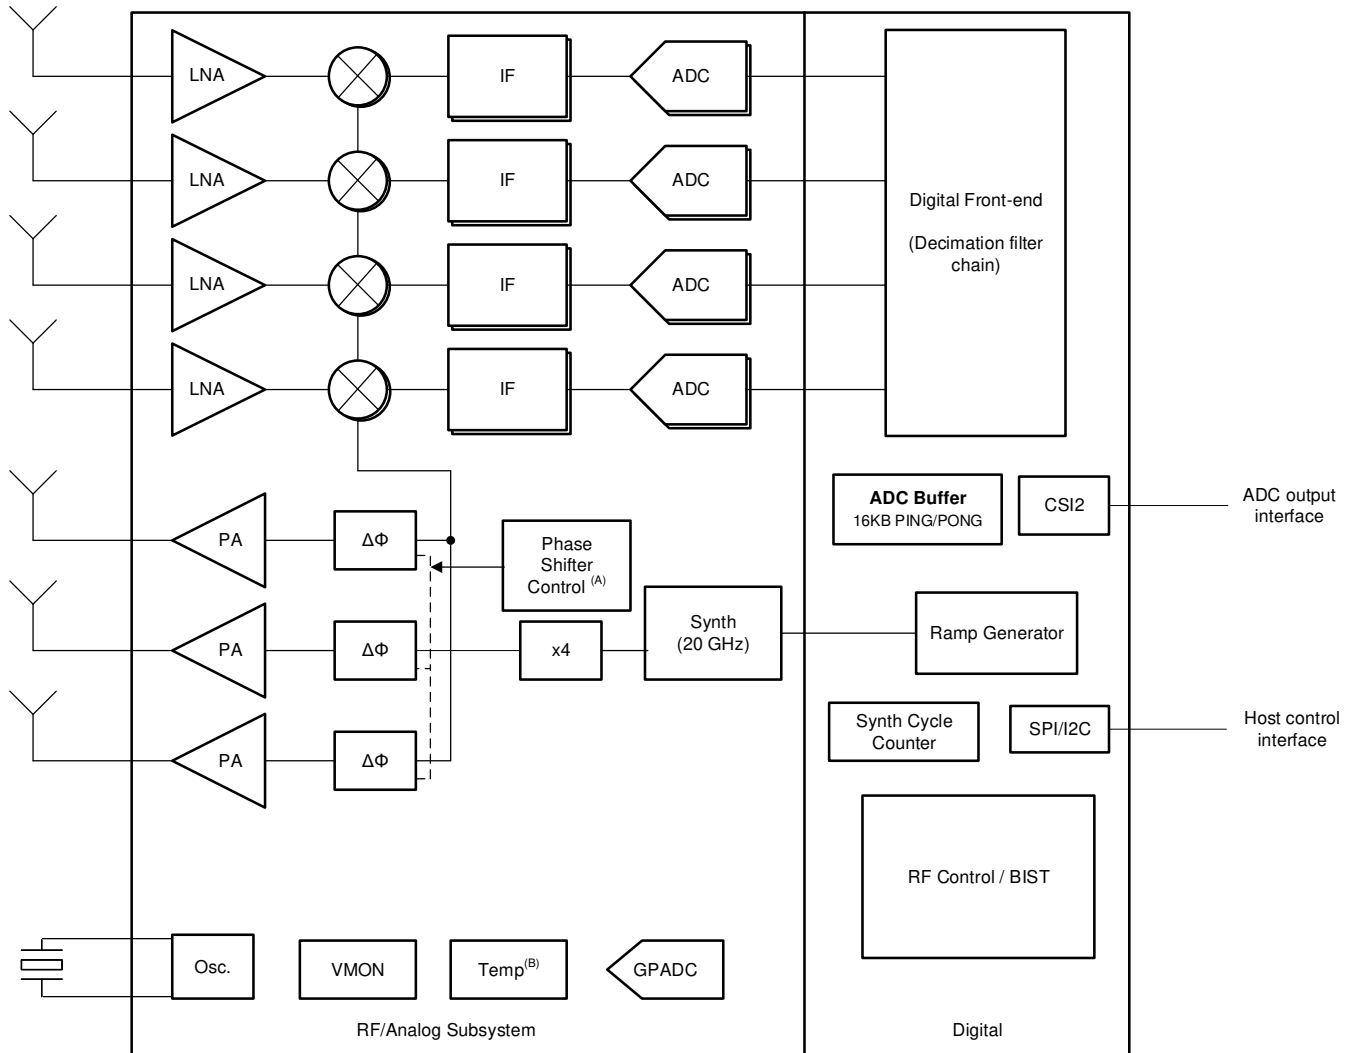 LNA
IF
ADC
LNA
IF
ADC
LNA
IF
ADC
LNA
IF
ADC
Digital Front-end
(Decimation filter
chain)
ADC Buffer
16KB PING/PONG
CSI2
ADC output
interface
PA
ΔΦ
Phase
Shifter
Control (A)
PA
ΔΦ
x4
Synth
(20 GHz)
Ramp Generator
PA
ΔΦ
Synth Cycle
Counter
SPI/I2C
Host control
interface
RF Control / BIST
Osc.
VMON
Temp(B)
GPADC
RF/Analog Subsystem
Digital